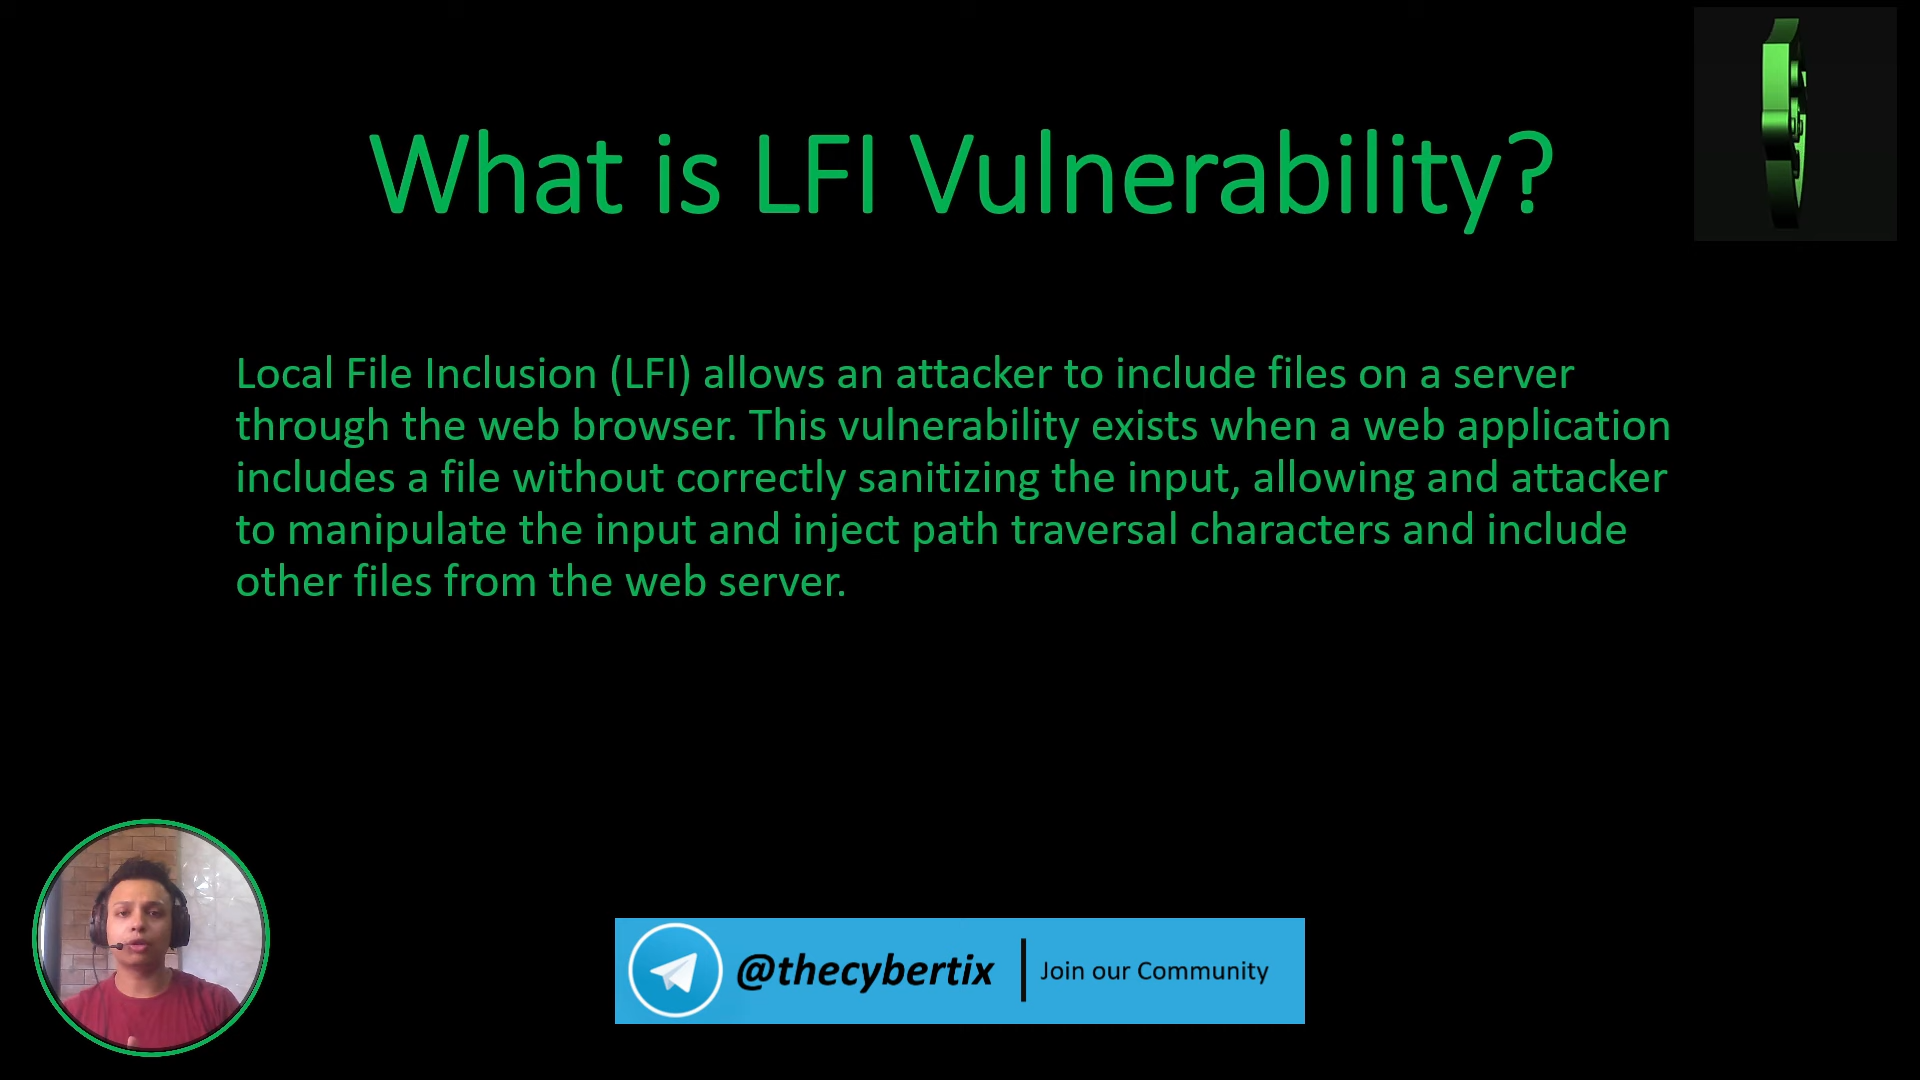 What is LFI Vulnerability?
Local File Inclusion (LFI) allows an attacker to include files on a server
through the web browser. This vulnerability exists when a web application
includes a file without correctly sanitizing the input, allowing and attacker
to manipulate the input and inject path traversal characters and include
other files from the web server.
@thecybertix | Join our Community